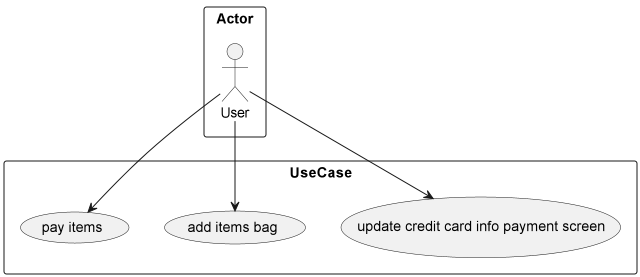 Actor
User
UseCase
pay items
add items bag
update credit card info payment screen